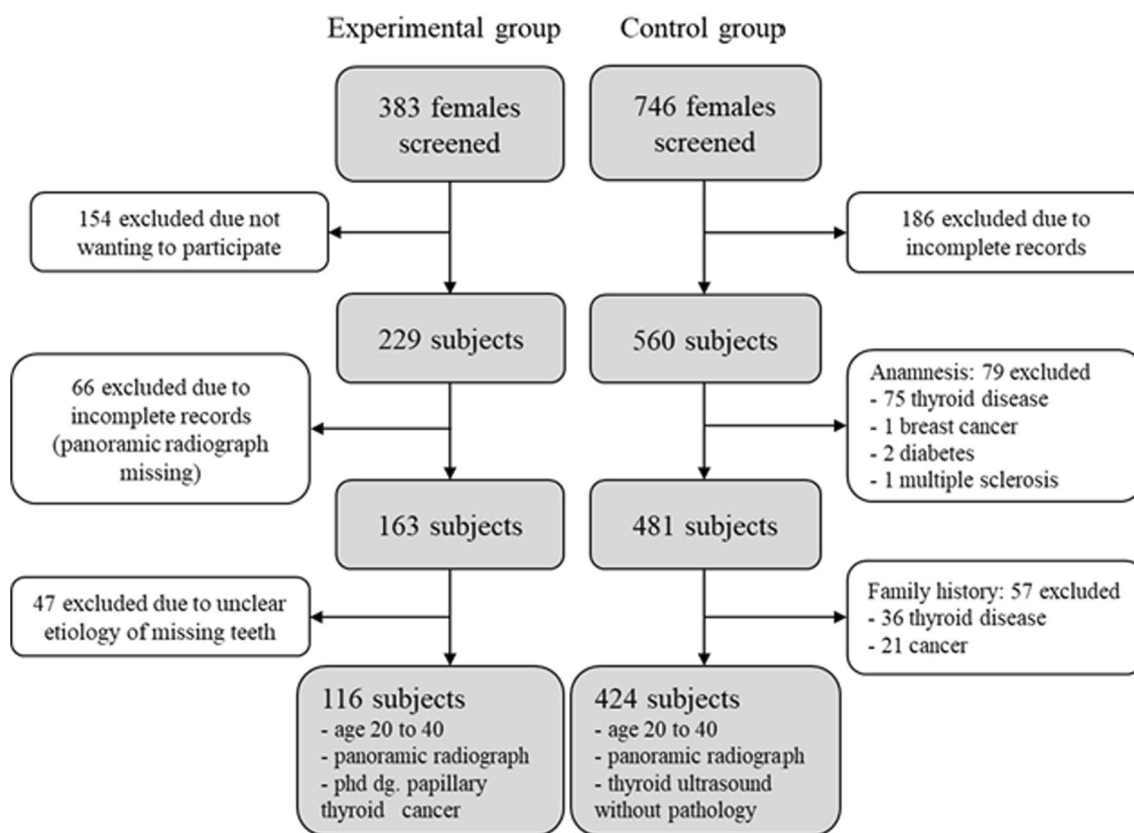 Experimental group
Control group
383 females
screened
746 females
screened
154 excluded due not
wanting to participate
186 excluded due to
incomplete records
229 subjects
560 subjects
66 excluded due to
incomplete records
(panoramic radiograph
missing)
Anamnesis: 79 excluded
- 75 thyroid disease
- 1 breast cancer
- 2 diabetes
- 1 multiple sclerosis
163 subjects
481 subjects
47 excluded due to unclear
etiology of missing teeth
Family history: 57 excluded
- 36 thyroid disease
- 21 cancer
116 subjects
- age 20 to 40
- panoramic radiograph
- phd dg. papillary
thyroid cancer
424 subjects
- age 20 to 40
- panoramic radiograph
- thyroid ultrasound
without pathology